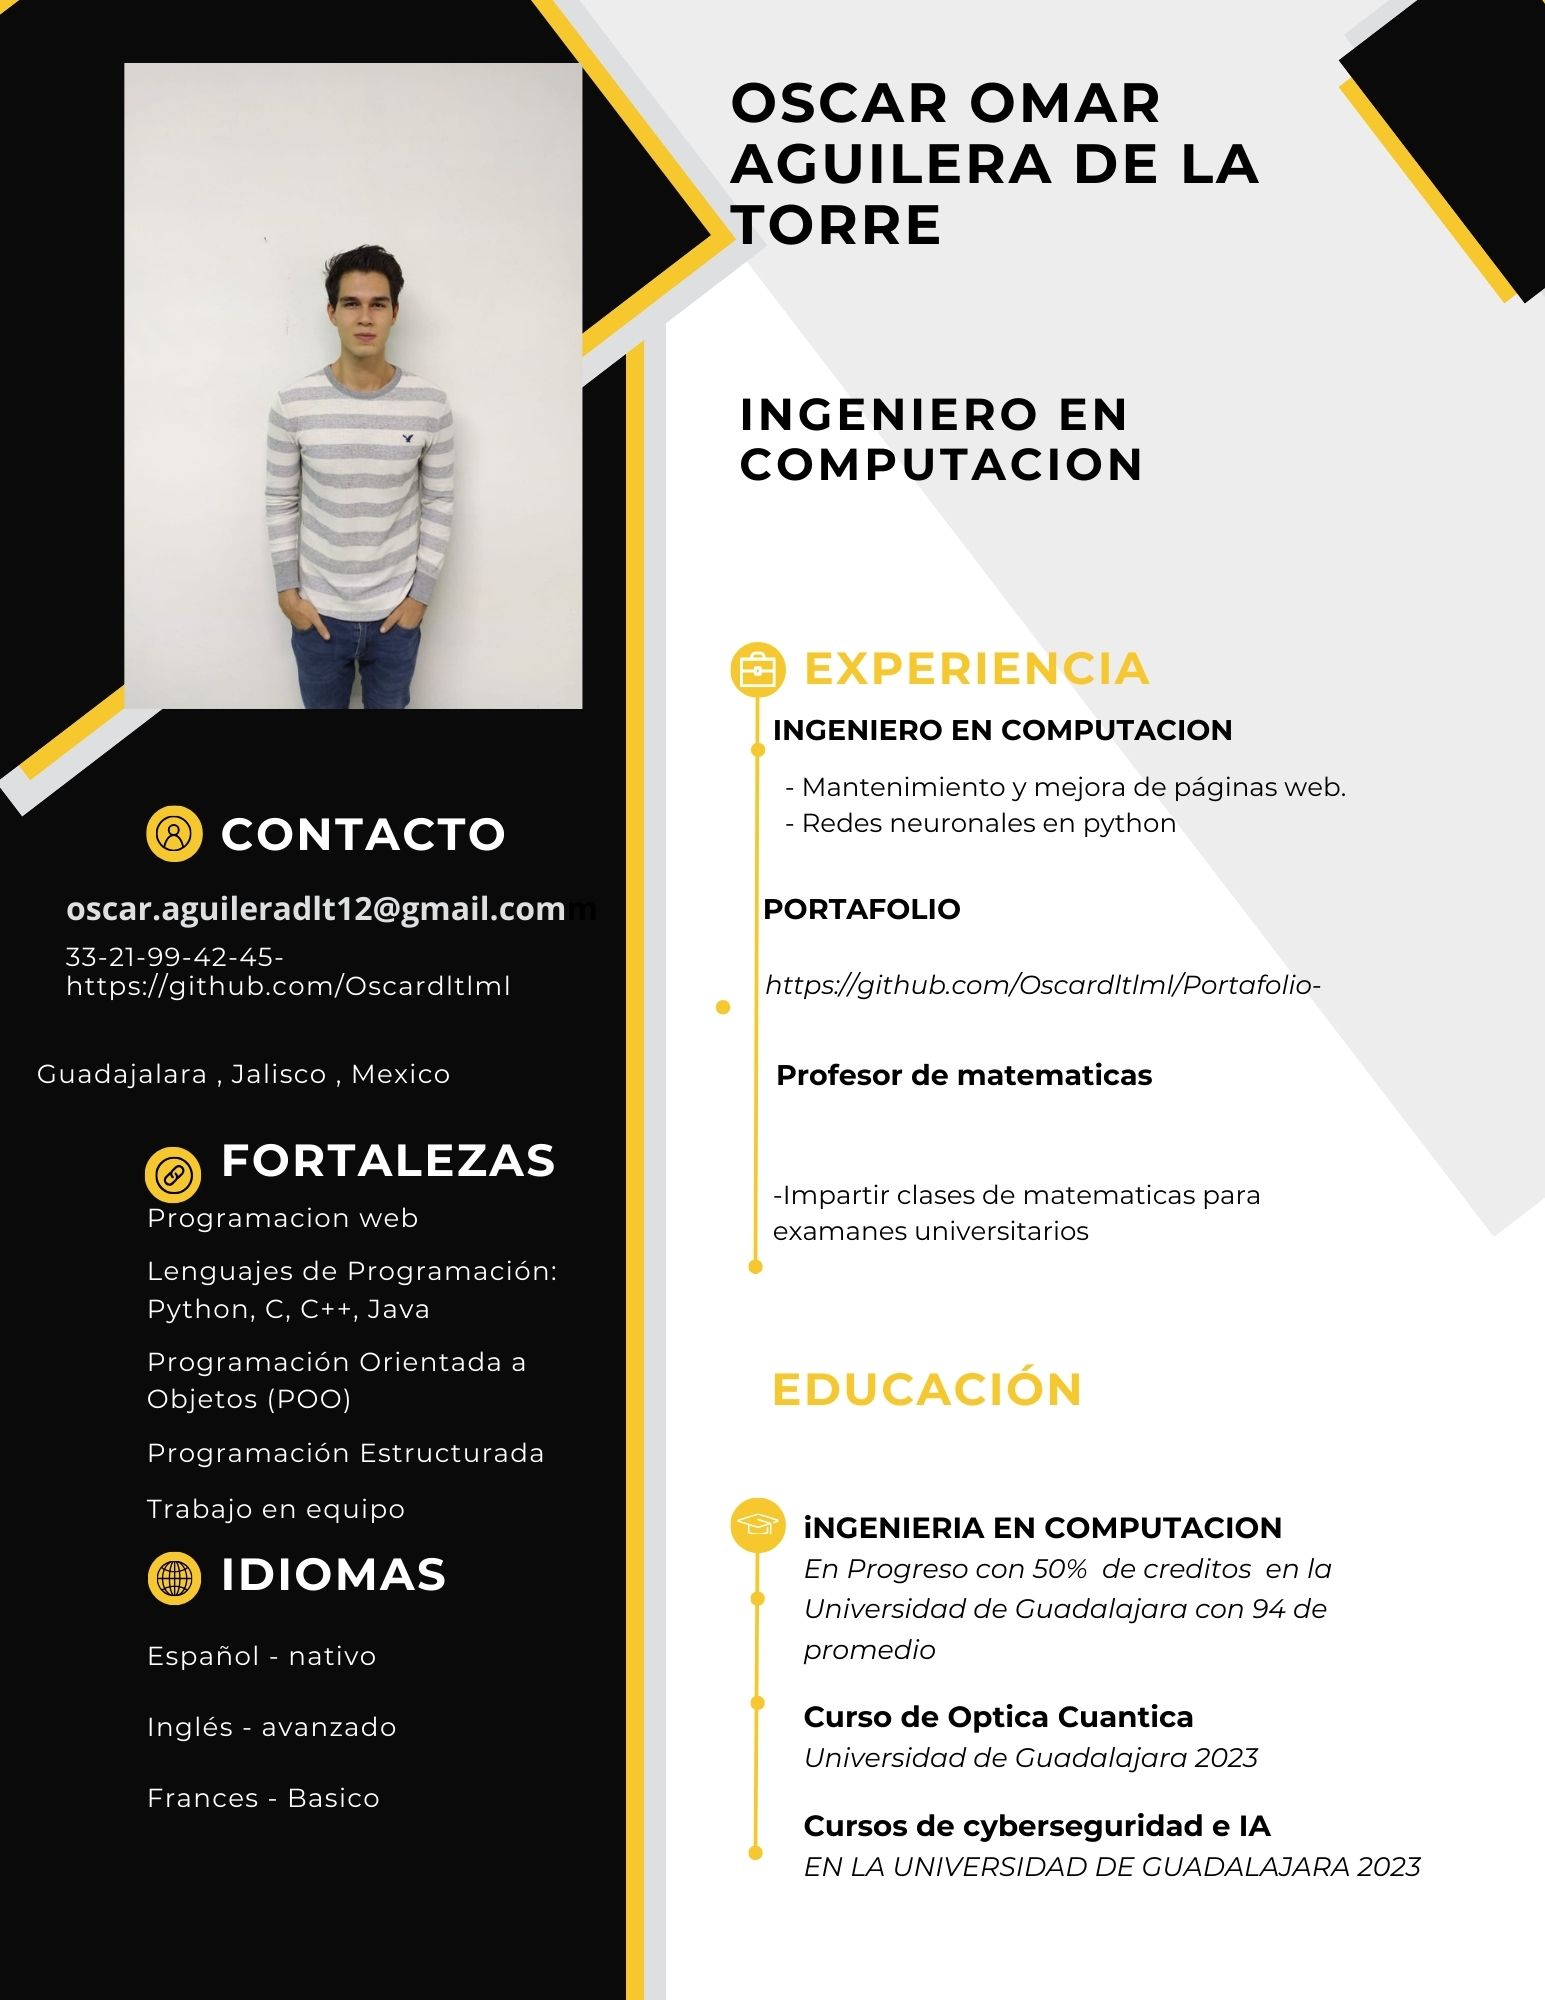 OSCAR OMAR
AGUILERA DE LA
TORRE
INGENIERO EN
COMPUTACION
CONTACTO
oscar.aguileradlt12@gmail.comm
33-21-99-42-45-
https://github.com/Oscardltlml
Guadajalara , Jalisco , Mexico
FORTALEZAS
Programacion web
Lenguajes de Programación:
Python, C, C++, Java
Programación Orientada a
Objetos (POO)
Programación Estructurada
Trabajo en equipo
IDIOMAS
Español - nativo
Inglés - avanzado
Frances - Basico
EXPERIENCIA
INGENIERO EN COMPUTACION
- Mantenimiento y mejora de páginas web.
- Redes neuronales en python
PORTAFOLIO
https://github.com/Oscardltlml/Portafolio-
Profesor de matematicas
-Impartir clases de matematicas para
examanes universitarios
EDUCACIÓN
iNGENIERIA EN COMPUTACION
En Progreso con 50%  de creditos  en la
Universidad de Guadalajara con 94 de
promedio
Curso de Optica Cuantica
Universidad de Guadalajara 2023
Cursos de cyberseguridad e IA
EN LA UNIVERSIDAD DE GUADALAJARA 2023